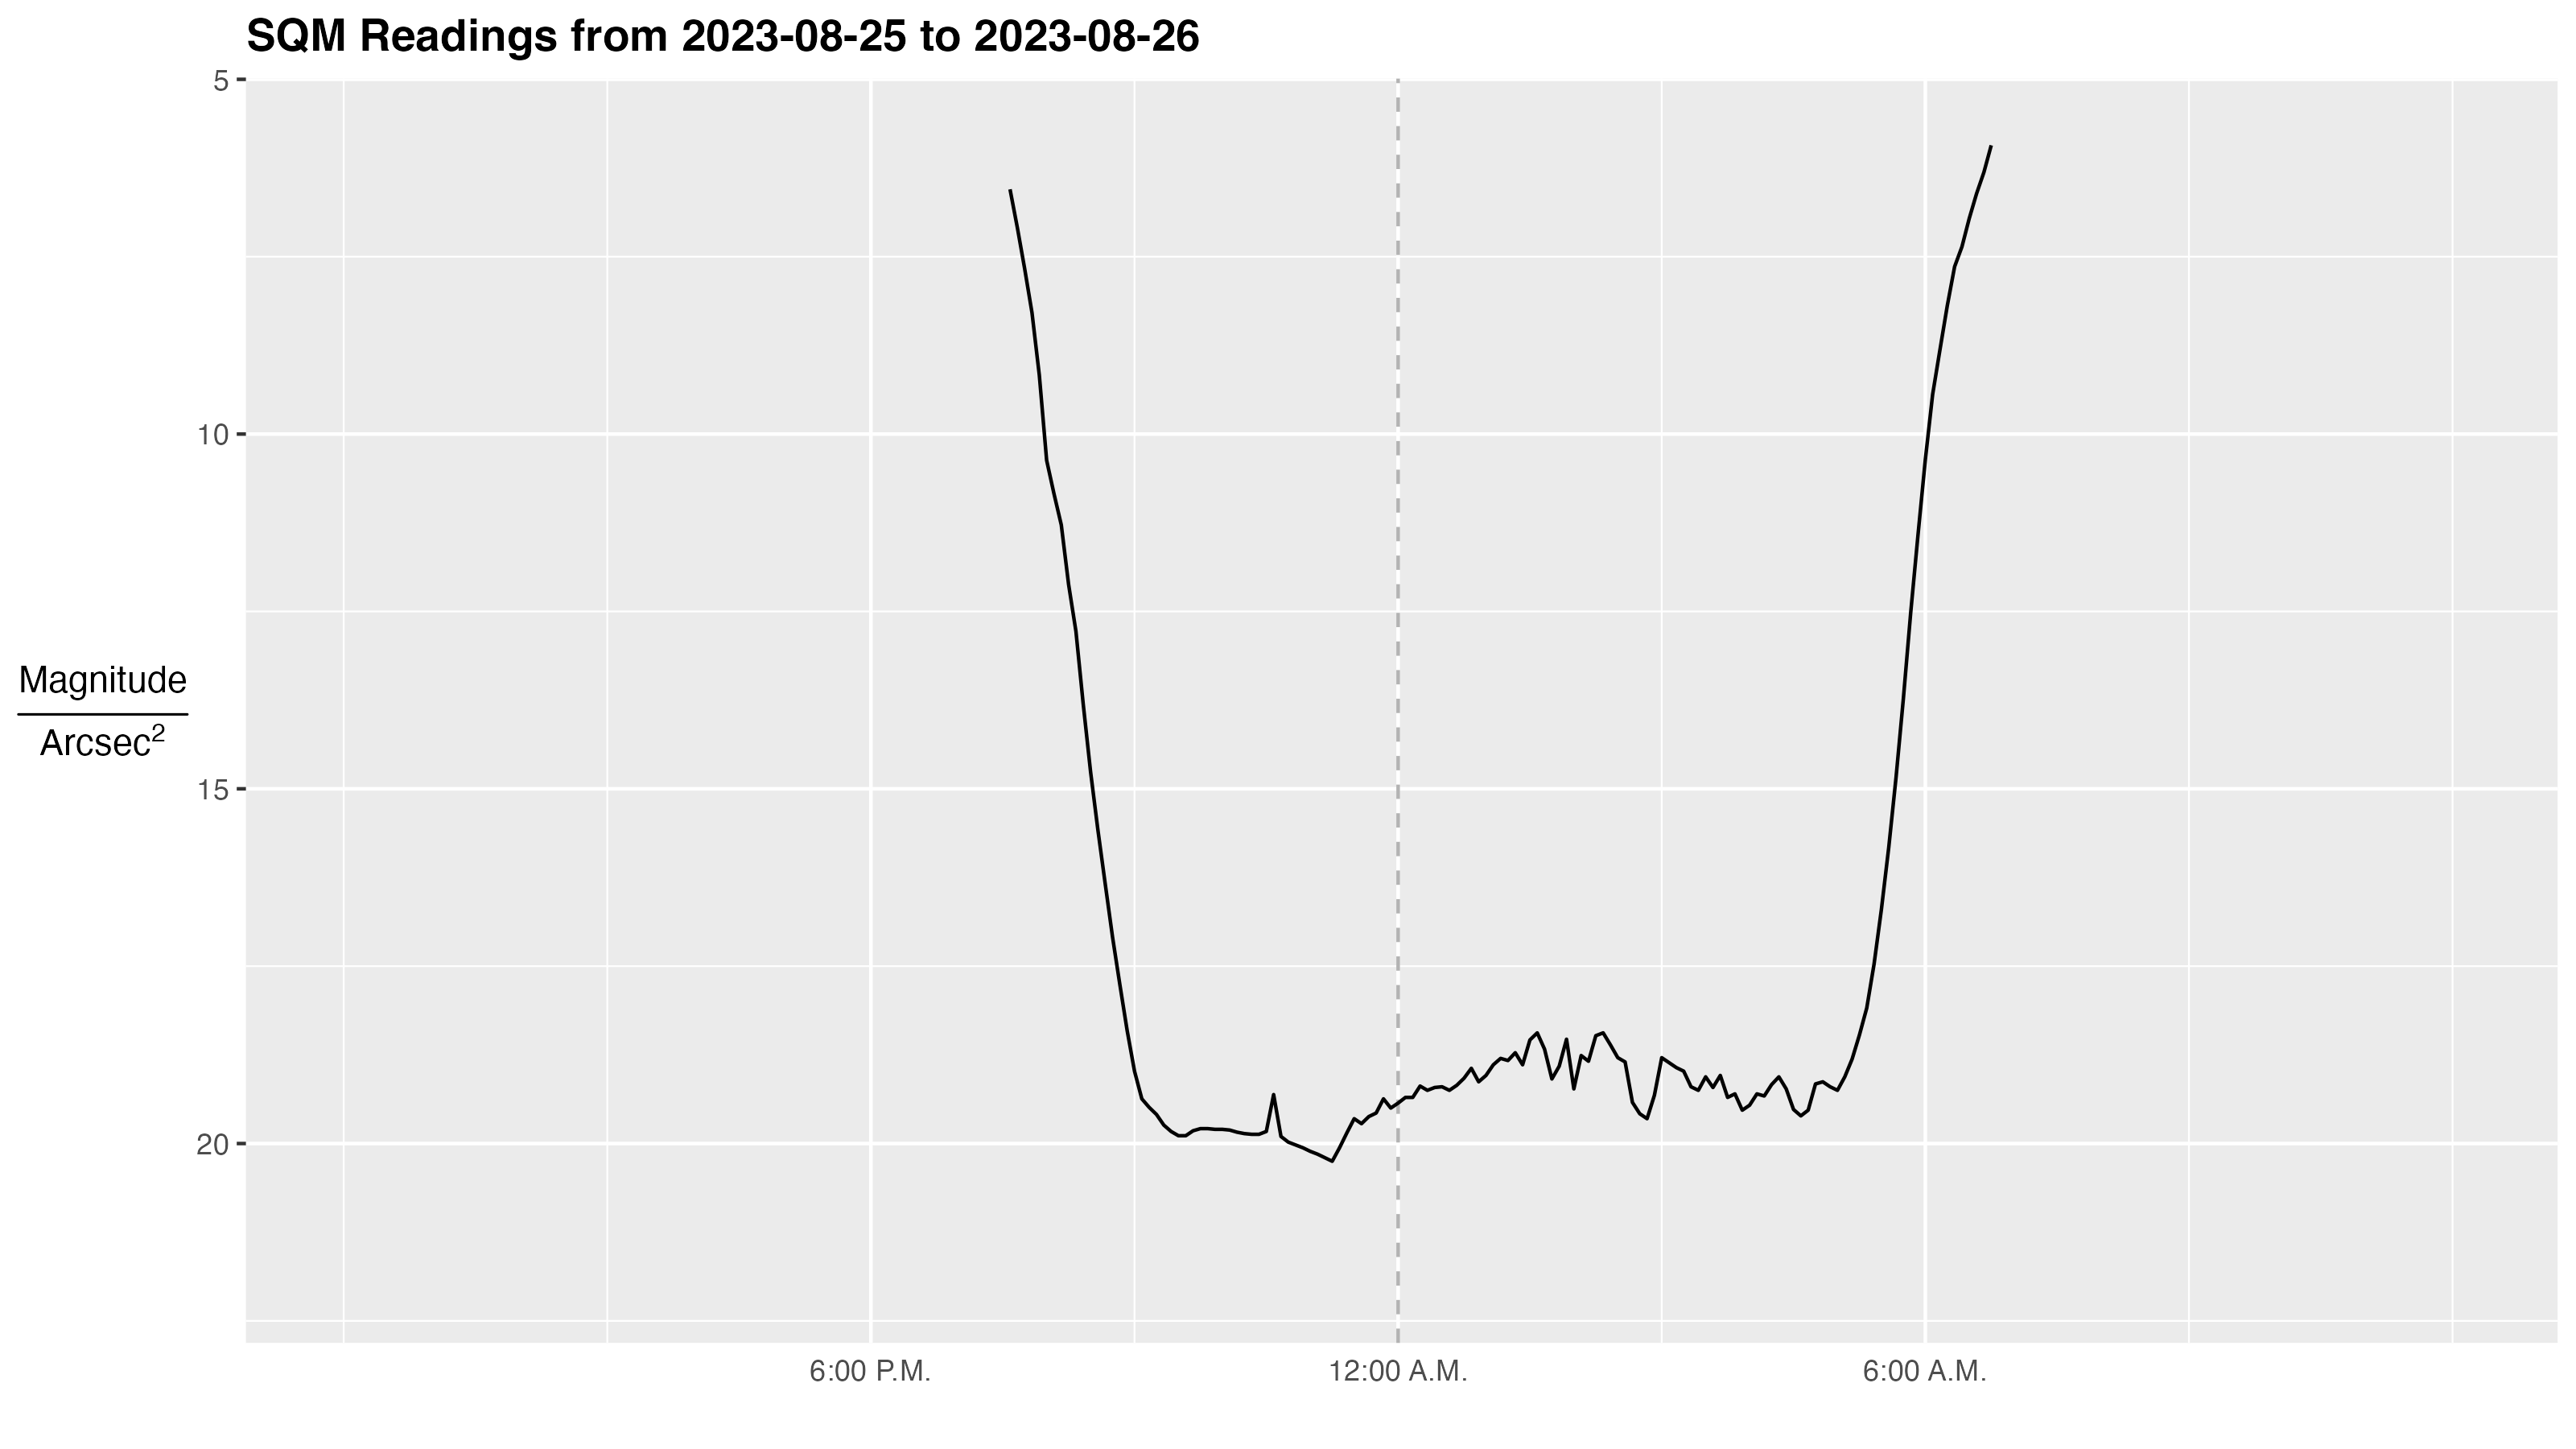 SQM Readings from 2023-08-25 to 2023-08-26
5
10
15
20
Magnitude
Arcsec²
6:00 P.M. 12:00 A.M. 6:00 A.M.